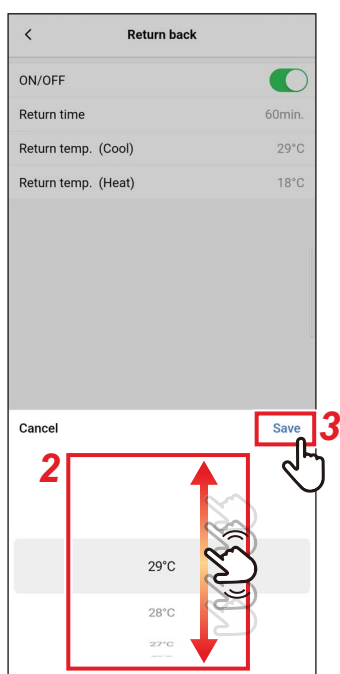 Return back
ON/OFF
Return time 60min.
Return temp. (Cool) 29°C
Return temp. (Heat) 18°C
Cancel Save 3
2
29°C
28°C
27°C